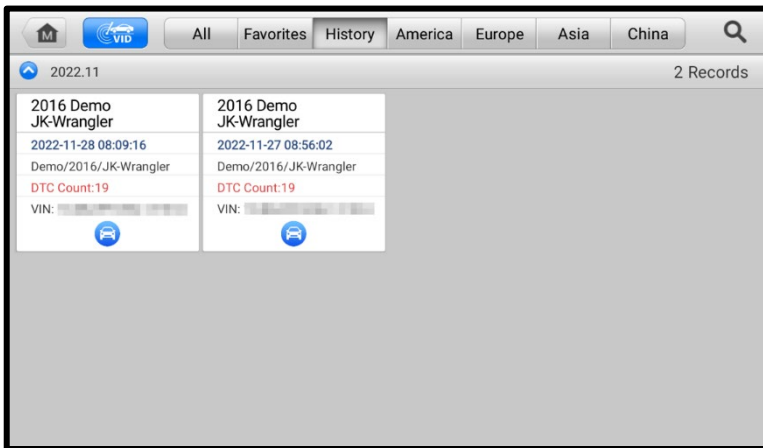 M
VID
All Favorites History America Europe Asia China
2022.11 2 Records
2016 Demo
JK-Wrangler
2022-11-28 08:09:16
Demo/2016/JK-Wrangler
DTC Count:19
VIN:
2016 Demo
JK-Wrangler
2022-11-27 08:56:02
Demo/2016/JK-Wrangler
DTC Count:19
VIN: